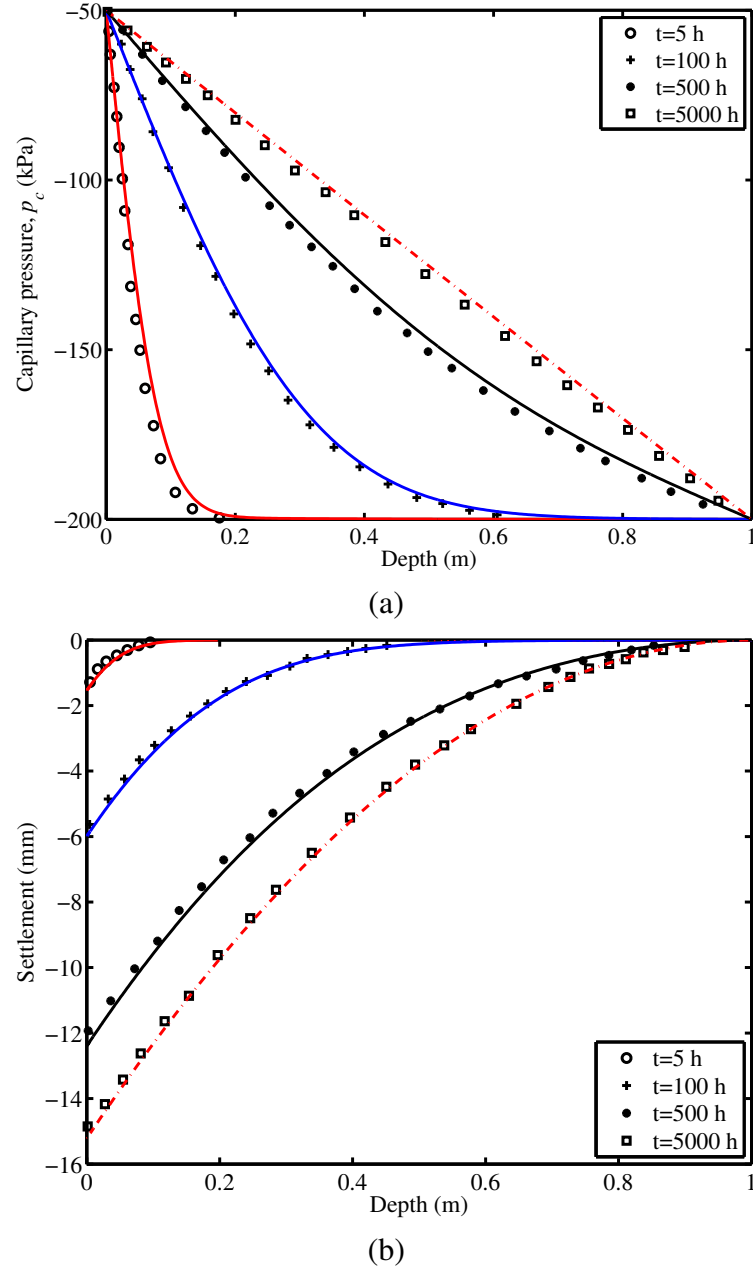 −50
−100
−150
−200
Capillary pressure, p_c (kPa)
0
0.2
0.4
0.6
0.8
1
Depth (m)
t=5 h
t=100 h
t=500 h
t=5000 h
(a)
0
−2
−4
−6
−8
−10
−12
−14
−16
Settlement (mm)
0
0.2
0.4
0.6
0.8
1
Depth (m)
t=5 h
t=100 h
t=500 h
t=5000 h
(b)